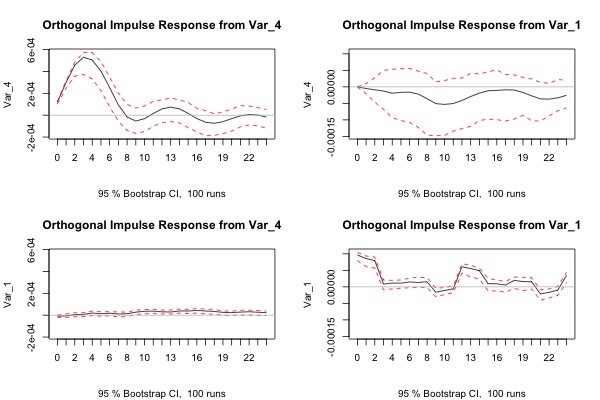 Orthogonal Impulse Response from Var_4
Var_4
6e-04
2e-04
-2e-04
0 2 4 6 8 10 13 16 19 22
95 % Bootstrap CI, 100 runs
Orthogonal Impulse Response from Var_1
Var_4
0.00000
-0.00015
0 2 4 6 8 10 13 16 19 22
95 % Bootstrap CI, 100 runs
Orthogonal Impulse Response from Var_4
Var_1
6e-04
2e-04
-2e-04
0 2 4 6 8 10 13 16 19 22
95 % Bootstrap CI, 100 runs
Orthogonal Impulse Response from Var_1
Var_1
0.00000
-0.00015
0 2 4 6 8 10 13 16 19 22
95 % Bootstrap CI, 100 runs